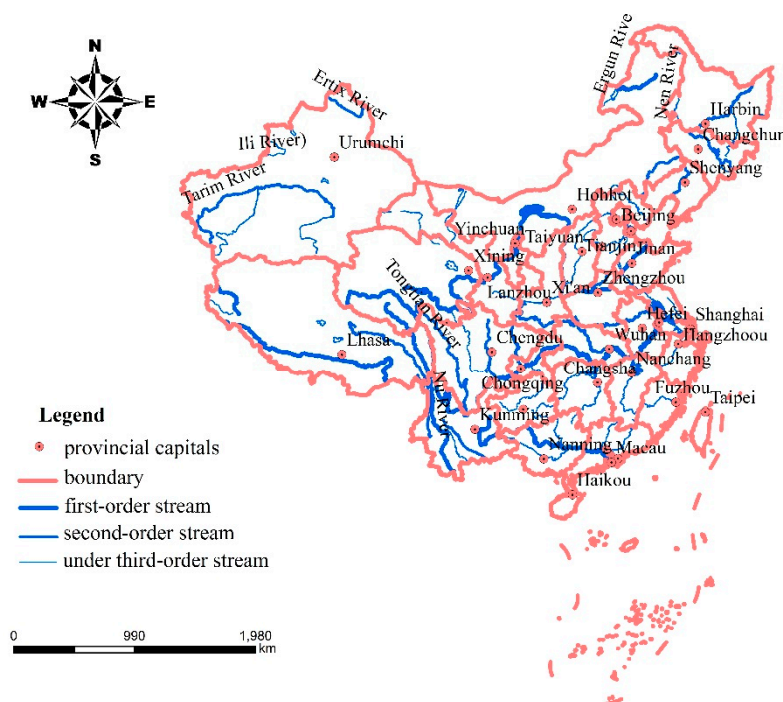 N
W E
S
Ergun Rive
Nen River
Ertix River
Ili River)
Urumchi
Tarim River
Harbin
Changchur
Shenyang
Hohhot
Beijing
Yinchuan
Taiyuan
Tianjin
Jinan
Xining
Lanzhou
Xi'an
Zhengzhou
Tongtian River
Hefei
Shanghai
Hangzhoou
Lhasa
Chengdu
Wuhan
Nanchang
Chongqing
Changsha
Nu River
Fuzhou
Taipei
Kunming
Nanning
Macau
Haikou
Legend
provincial capitals
boundary
first-order stream
second-order stream
under third-order stream
0 990 1,980
km